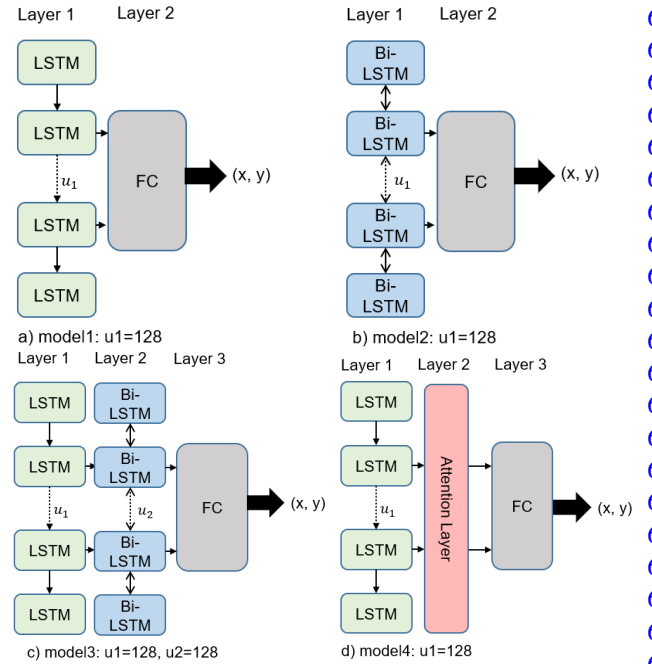 Layer 1 Layer 2
LSTM
LSTM
u₁
LSTM
LSTM
FC
(x, y)
a) model1: u1=128
Layer 1
Layer 2
Bi-
LSTM
Bi-
LSTM
u₁
Bi-
LSTM
Bi-
LSTM
FC
(x, y)
b) model2: u1=128
Layer 1 Layer 2 Layer 3
LSTM
LSTM
u₁
LSTM
LSTM
Bi-
LSTM
Bi-
LSTM
u₂
Bi-
LSTM
Bi-
LSTM
FC
(x, y)
c) model3: u1=128, u2=128
Layer 1 Layer 2 Layer 3
LSTM
LSTM
u₁
LSTM
LSTM
Attention Layer
FC
(x, y)
d) model4: u1=128